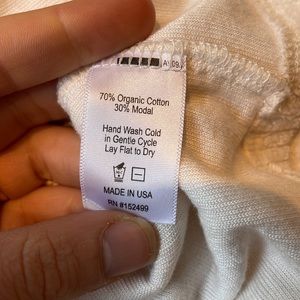 70% Organic Cotton
30% Modal
Hand Wash Cold
in Gentle Cycle
Lay Flat to Dry
MADE IN USA
RN #152499